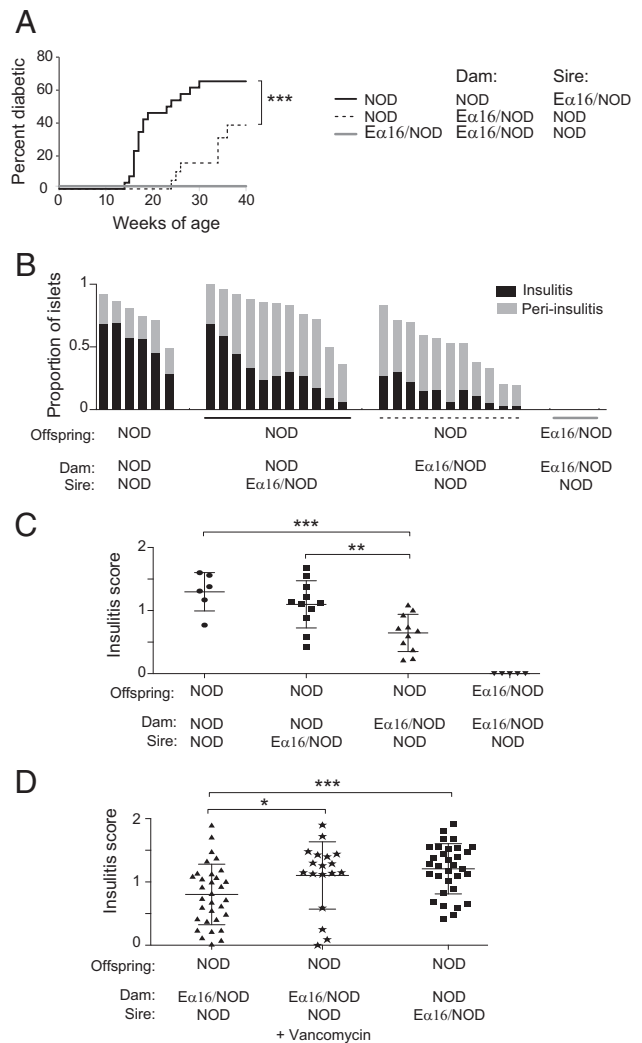 A
Percent diabetic
80
60
40
20
0
0 10 20 30 40
Weeks of age
***
Dam: Sire:
NOD NOD Eα16/NOD
NOD Eα16/NOD NOD
Eα16/NOD Eα16/NOD NOD
B
Proportion of islets
1
0.5
0
Insulitis
Peri-insulitis
Offspring: NOD NOD NOD Eα16/NOD
Dam: NOD NOD Eα16/NOD Eα16/NOD
Sire: NOD Eα16/NOD NOD NOD
C
***
**
Insulitis score
2
1
0
Offspring: NOD NOD NOD Eα16/NOD
Dam: NOD NOD Eα16/NOD Eα16/NOD
Sire: NOD Eα16/NOD NOD NOD
D
***
*
Insulitis score
2
1
0
Offspring: NOD NOD NOD
Dam: Eα16/NOD Eα16/NOD NOD
Sire: NOD NOD Eα16/NOD
+ Vancomycin